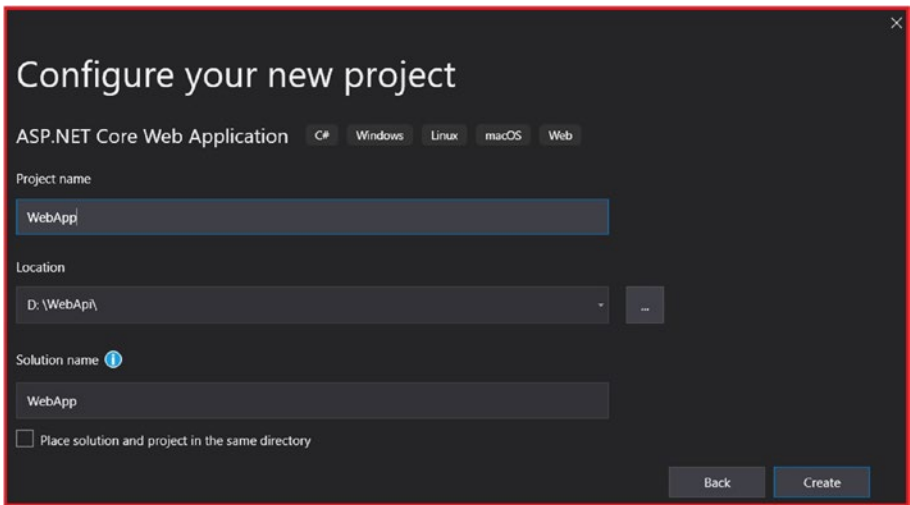 Configure your new project
ASP.NET Core Web Application C# Windows Linux macOS Web
Project name
WebApp
Location
D: \WebApi\
...
Solution name
WebApp
Place solution and project in the same directory
Back Create